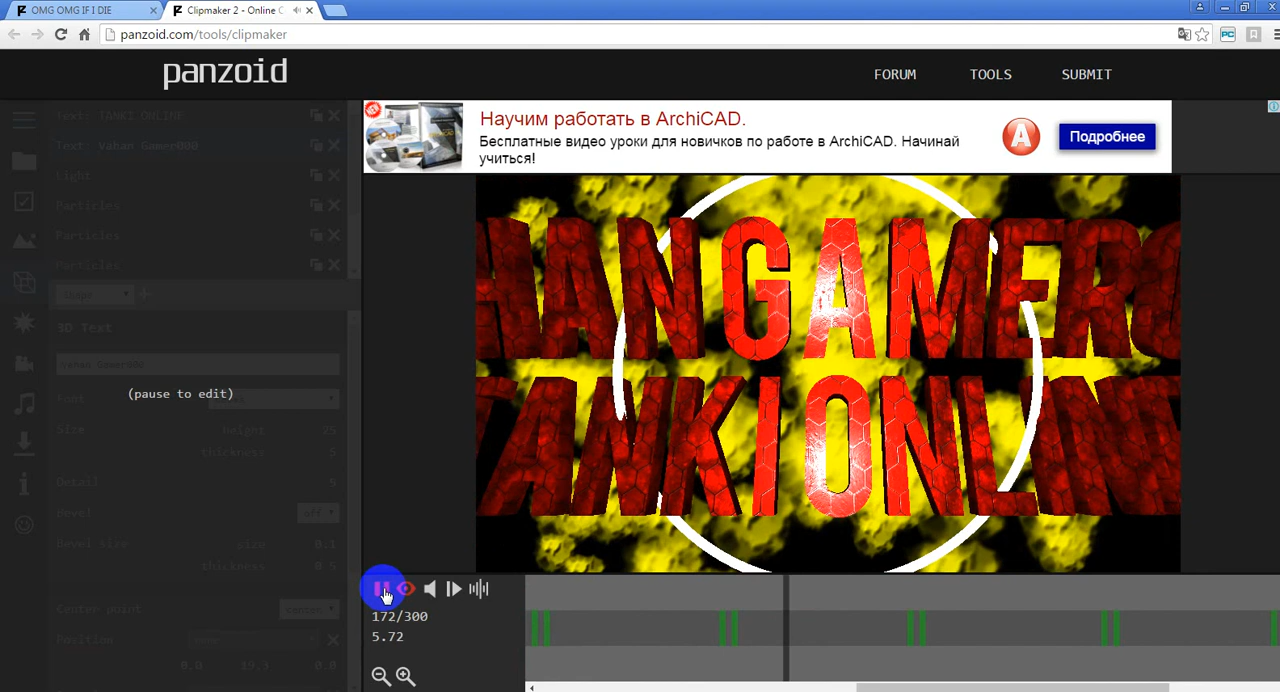 OMG OMG IF I DIE
Clipmaker 2 - Online C
panzoid.com/tools/clipmaker
PC
panzoid
FORUM
TOOLS
SUBMIT
Text: TANKI ONLINE
Text: Vahan Gamer000
Light
Particles
Particles
Particles
Shape
3D Text
Vahan Gamer000
(pause to edit)
Font
Size
height
25
thickness
5
Detail
5
Bevel
off
Bevel size
size
0.1
thickness
0.5
Center point
center
Position
0.0
19.3
0.0
NEW
Научим работать в ArchiCAD.
Бесплатные видео уроки для новичков по работе в ArchiCAD. Начинай
учиться!
A
Подробнее
HANGAMER0
TANKIONLIN
172/300
5.72